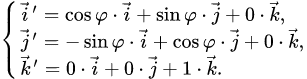 i⃗ ′ = cos φ · i⃗ + sin φ · j⃗ + 0 · k⃗,
j⃗ ′ = − sin φ · i⃗ + cos φ · j⃗ + 0 · k⃗,
k⃗ ′ = 0 · i⃗ + 0 · j⃗ + 1 · k⃗.